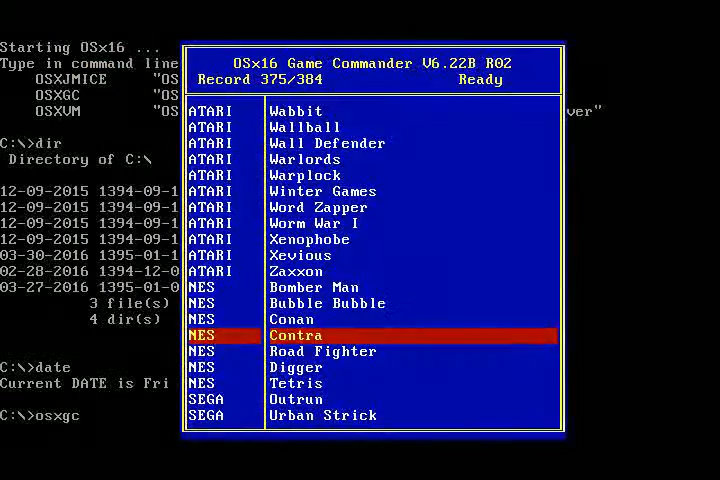 Starting OSx16 ...
Type in command line
OSXJMICE "OS
OSXGC "OS
OSXVM "OS ver"
C:\>dir
Directory of C:\
12-09-2015 1394-09-1
12-09-2015 1394-09-1
12-09-2015 1394-09-1
12-09-2015 1394-09-1
03-30-2016 1395-01-0
02-28-2016 1394-12-0
03-27-2016 1395-01-0
3 file(s)
4 dir(s)
C:\>date
Current DATE is Fri
C:\>osxgc
OSx16 Game Commander V6.22B R02
Record 375/384 Ready
ATARI Wabbit
ATARI Wallball
ATARI Wall Defender
ATARI Warlords
ATARI Warplock
ATARI Winter Games
ATARI Word Zapper
ATARI Worm War I
ATARI Xenophobe
ATARI Xevious
ATARI Zaxxon
NES Bomber Man
NES Bubble Bubble
NES Conan
NES Contra
NES Road Fighter
NES Digger
NES Tetris
SEGA Outrun
SEGA Urban Strick